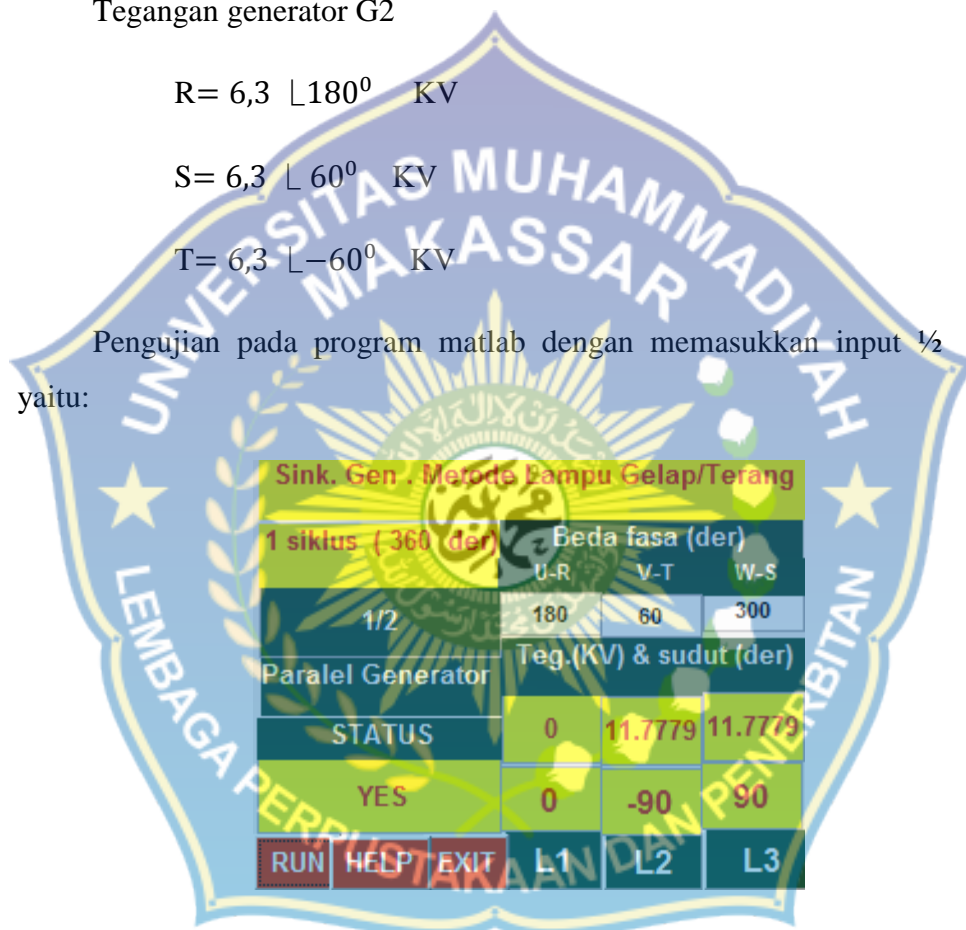 Tegangan generator G2
R= 6,3 ∟180⁰ KV
S= 6,3 ∟ 60⁰ KV
T= 6,3 ∟−60⁰ KV
Pengujian pada program matlab dengan memasukkan input ½
yaitu:
Sink. Gen . Metode Lampu Gelap/Terang
1 siklus ( 360 der)
Beda fasa (der)
U-R V-T W-S
1/2
180 60 300
Paralel Generator
Teg.(KV) & sudut (der)
STATUS
0 11.7779 11.7779
YES
0 -90 90
RUN HELP EXIT L1 L2 L3
UNIVERSITAS MUHAMMADIYAH
MAKASSAR
LEMBAGA PERPUSTAKAAN DAN PENERBITAN